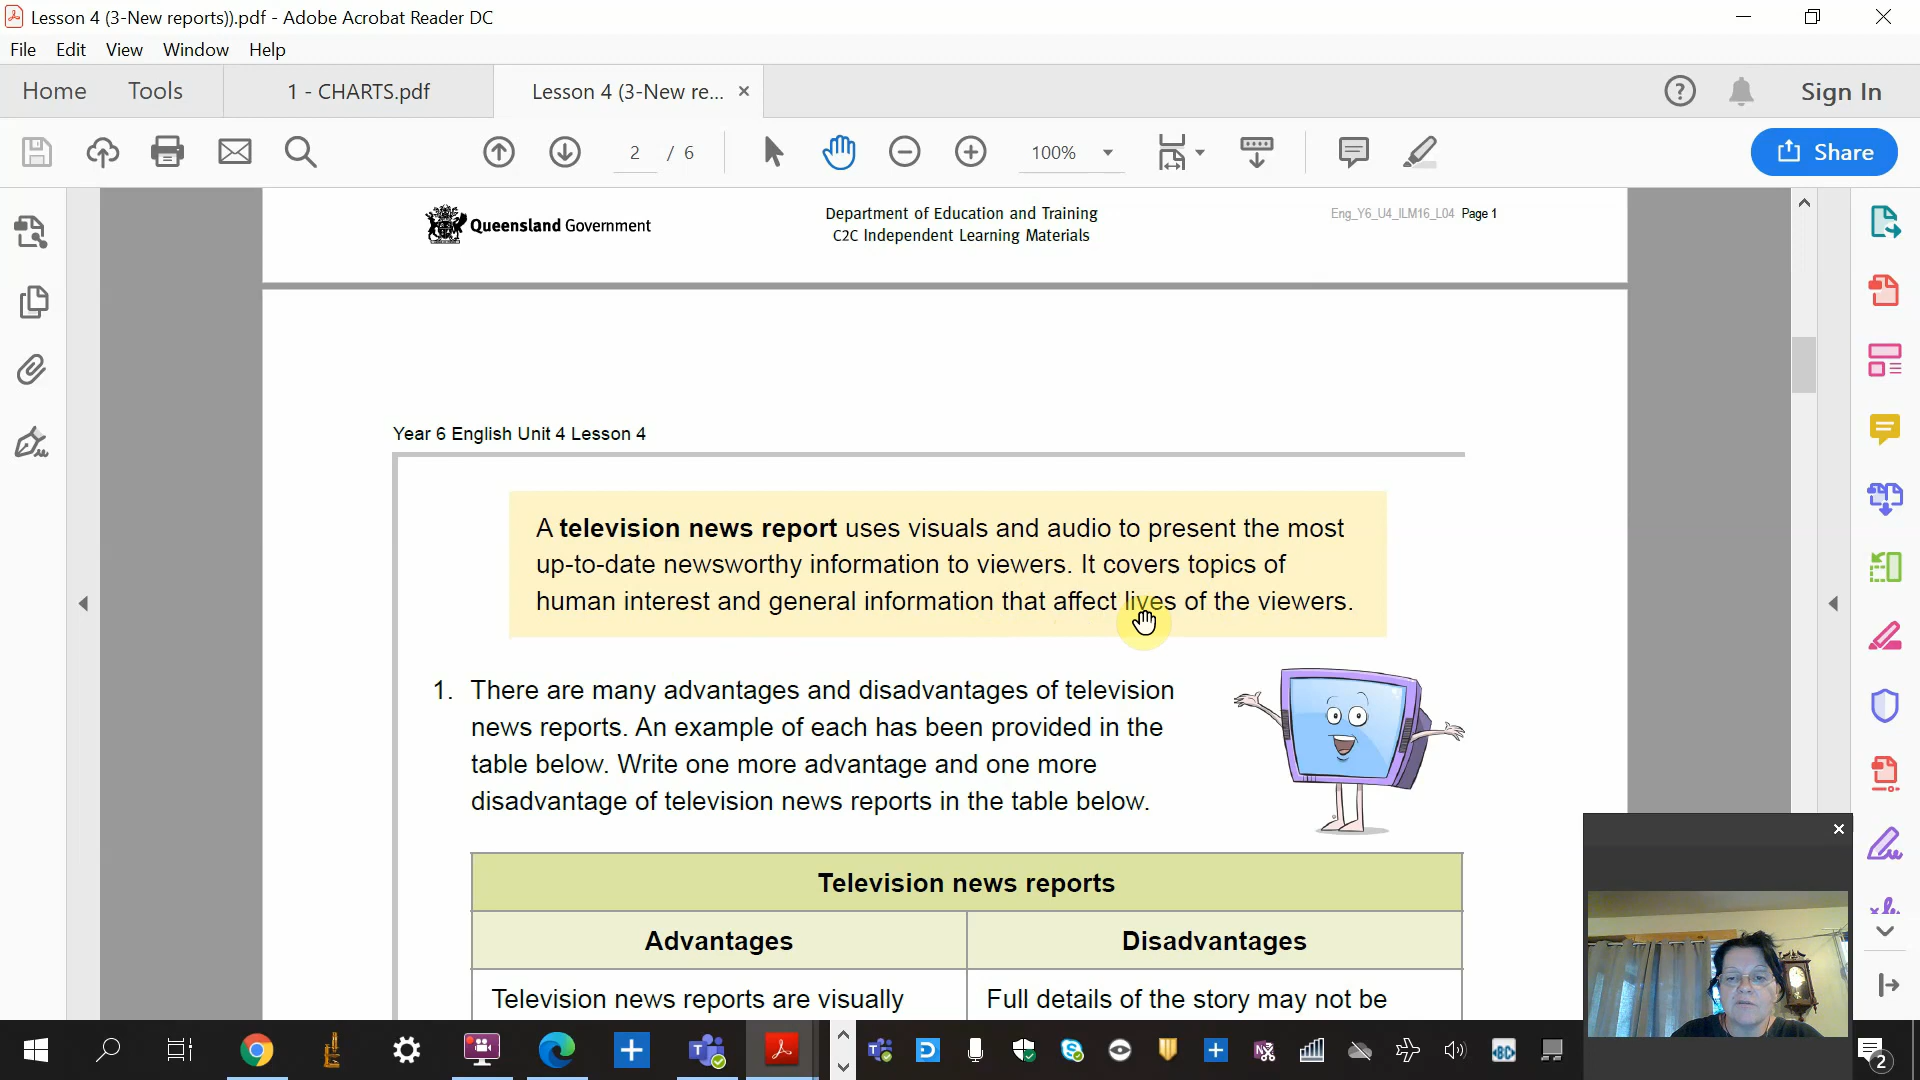 Lesson 4 (3-New reports)).pdf - Adobe Acrobat Reader DC
File Edit View Window Help
Home Tools 1 - CHARTS.pdf Lesson 4 (3-New re... × Sign In
2 / 6 100% Share
Queensland Government
Department of Education and Training
C2C Independent Learning Materials
Eng_Y6_U4_ILM16_L04 Page 1
Year 6 English Unit 4 Lesson 4
A television news report uses visuals and audio to present the most
up-to-date newsworthy information to viewers. It covers topics of
human interest and general information that affect lives of the viewers.
1. There are many advantages and disadvantages of television
news reports. An example of each has been provided in the
table below. Write one more advantage and one more
disadvantage of television news reports in the table below.
Television news reports
Advantages Disadvantages
Television news reports are visually Full details of the story may not be
2